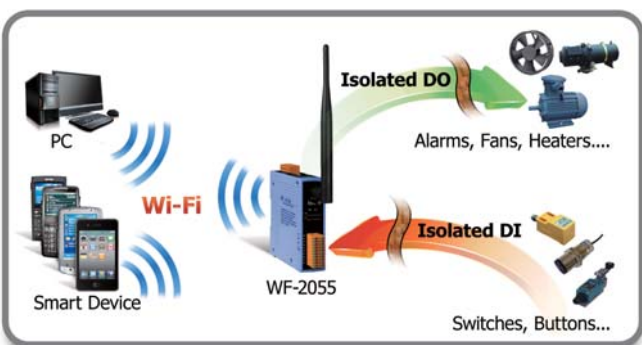 Isolated DO
PC
Alarms, Fans, Heaters....
Wi-Fi
Isolated DI
WF-2055
Smart Device
Switches, Buttons...